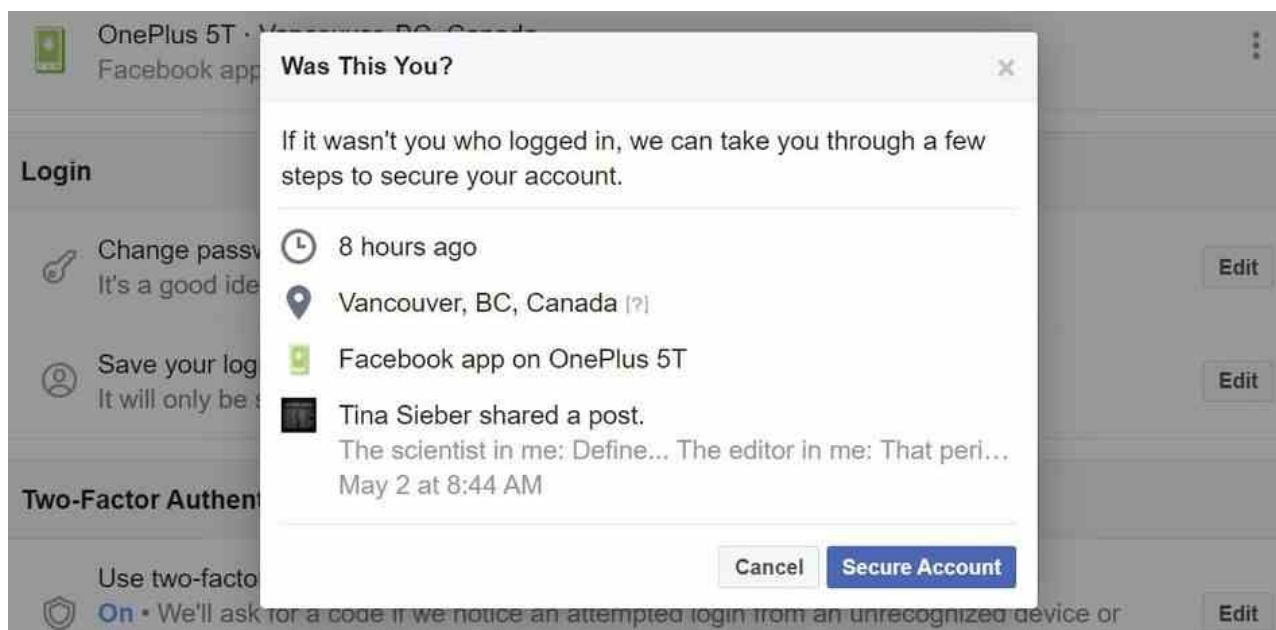 OnePlus 5T · Vancouver, BC, Canada
Facebook app
Was This You?
If it wasn't you who logged in, we can take you through a few
steps to secure your account.
Login
Change passw
It's a good ide
Edit
8 hours ago
Vancouver, BC, Canada [?]
Facebook app on OnePlus 5T
Save your log
It will only be
Edit
Tina Sieber shared a post.
The scientist in me: Define... The editor in me: That peri…
May 2 at 8:44 AM
Two-Factor Authent
Cancel
Secure Account
Use two-facto
On • We'll ask for a code if we notice an attempted login from an unrecognized device or
Edit